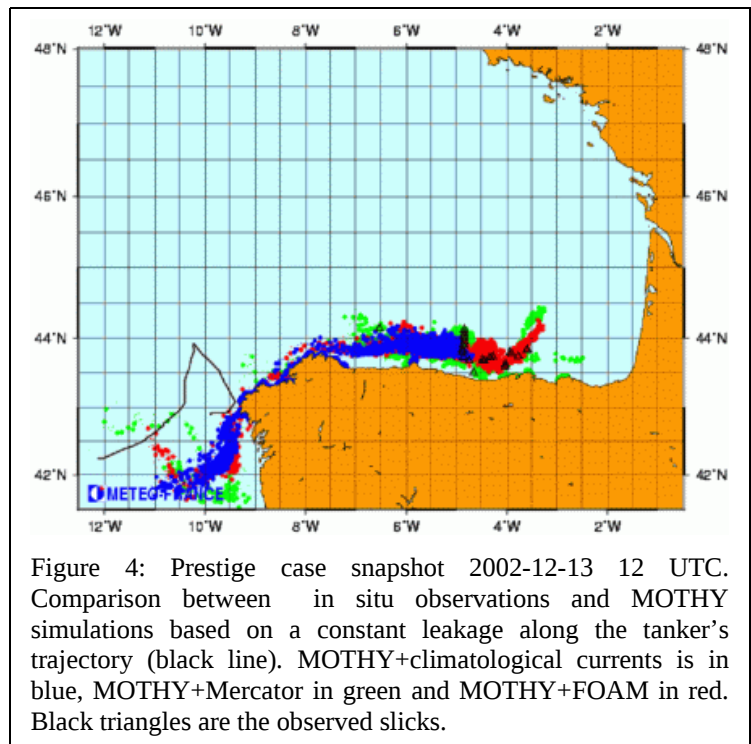 12°W 10°W 8°W 6°W 4°W 2°W
48°N 48°N
46°N 46°N
44°N 44°N
42°N 42°N
METEO-FRANCE
12°W 10°W 8°W 6°W 4°W 2°W
Figure 4: Prestige case snapshot 2002-12-13 12 UTC.
Comparison between in situ observations and MOTHY
simulations based on a constant leakage along the tanker's
trajectory (black line). MOTHY+climatological currents is in
blue, MOTHY+Mercator in green and MOTHY+FOAM in red.
Black triangles are the observed slicks.